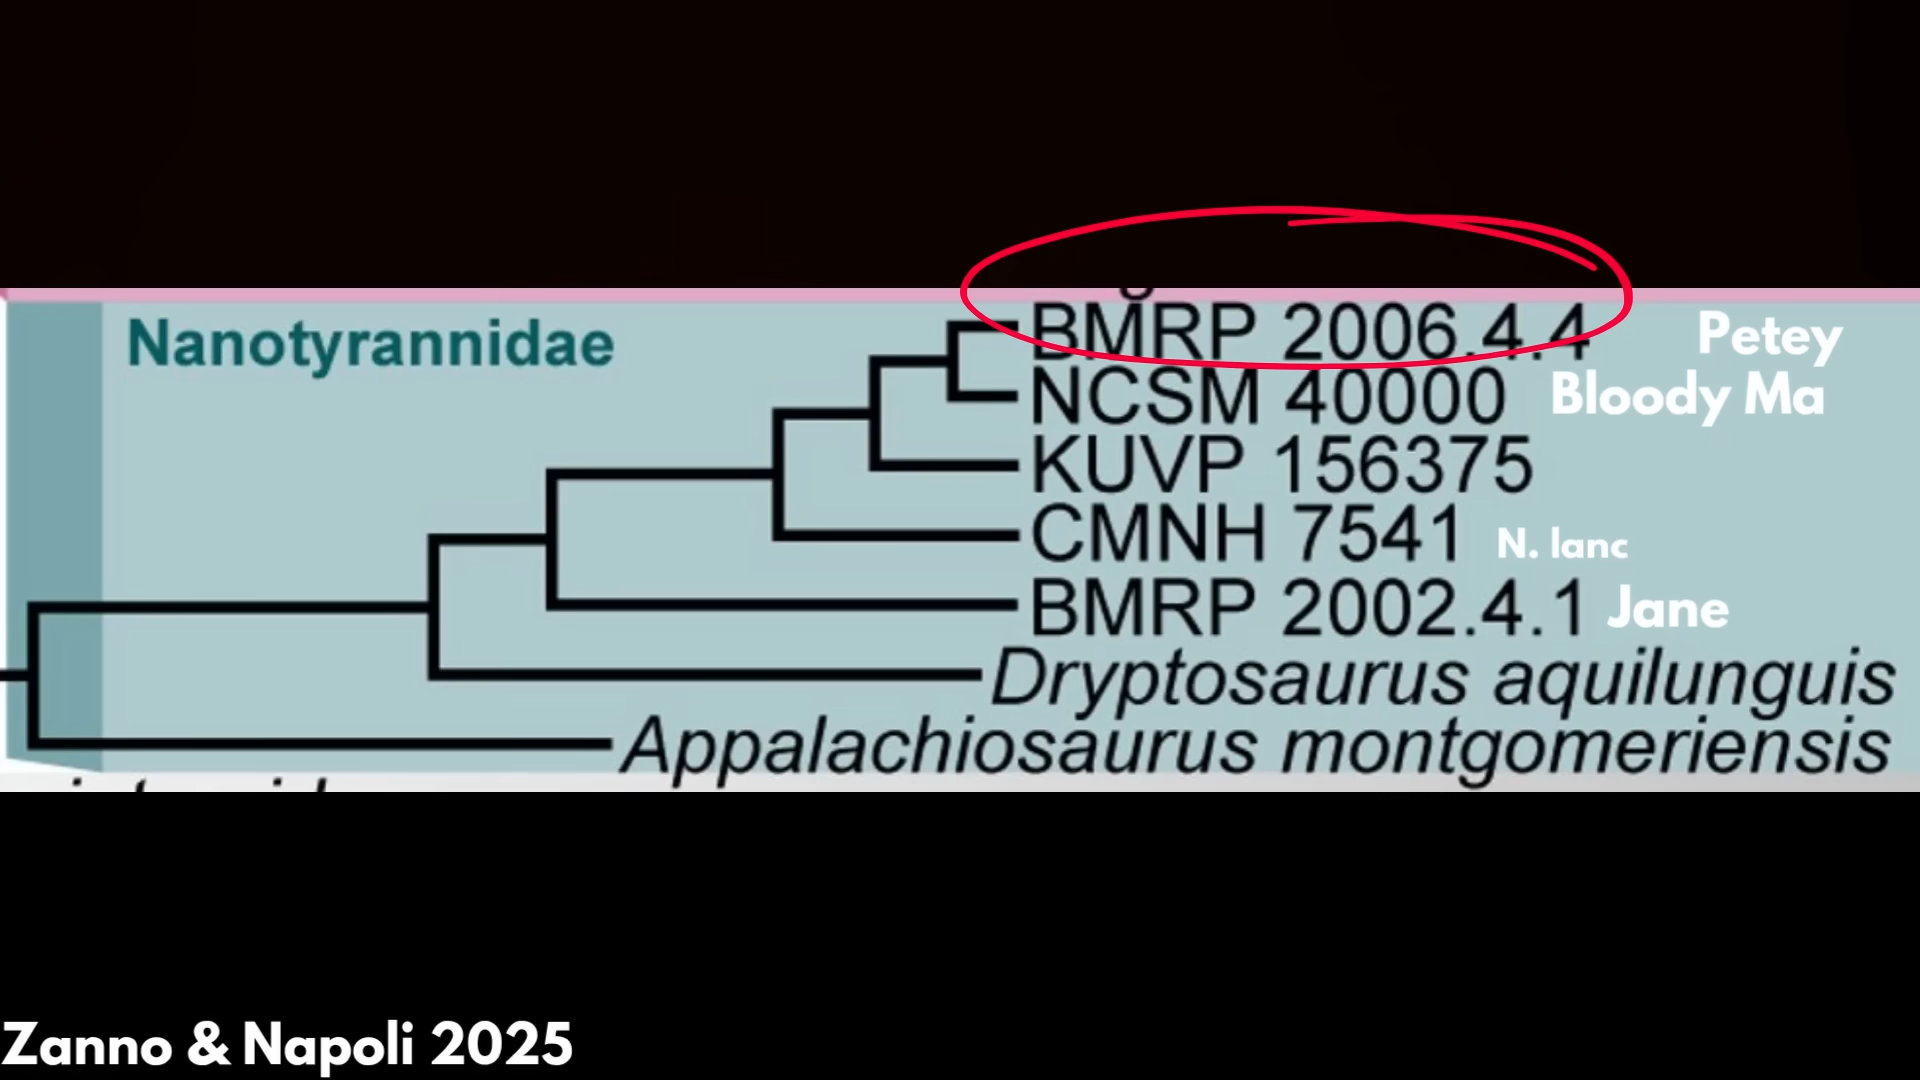 Nanotyrannidae
BMRP 2006.4.4 Petey
NCSM 40000 Bloody Ma
KUVP 156375
CMNH 7541 N. lanc
BMRP 2002.4.1 Jane
Dryptosaurus aquilunguis
Appalachiosaurus montgomeriensis
Zanno & Napoli 2025